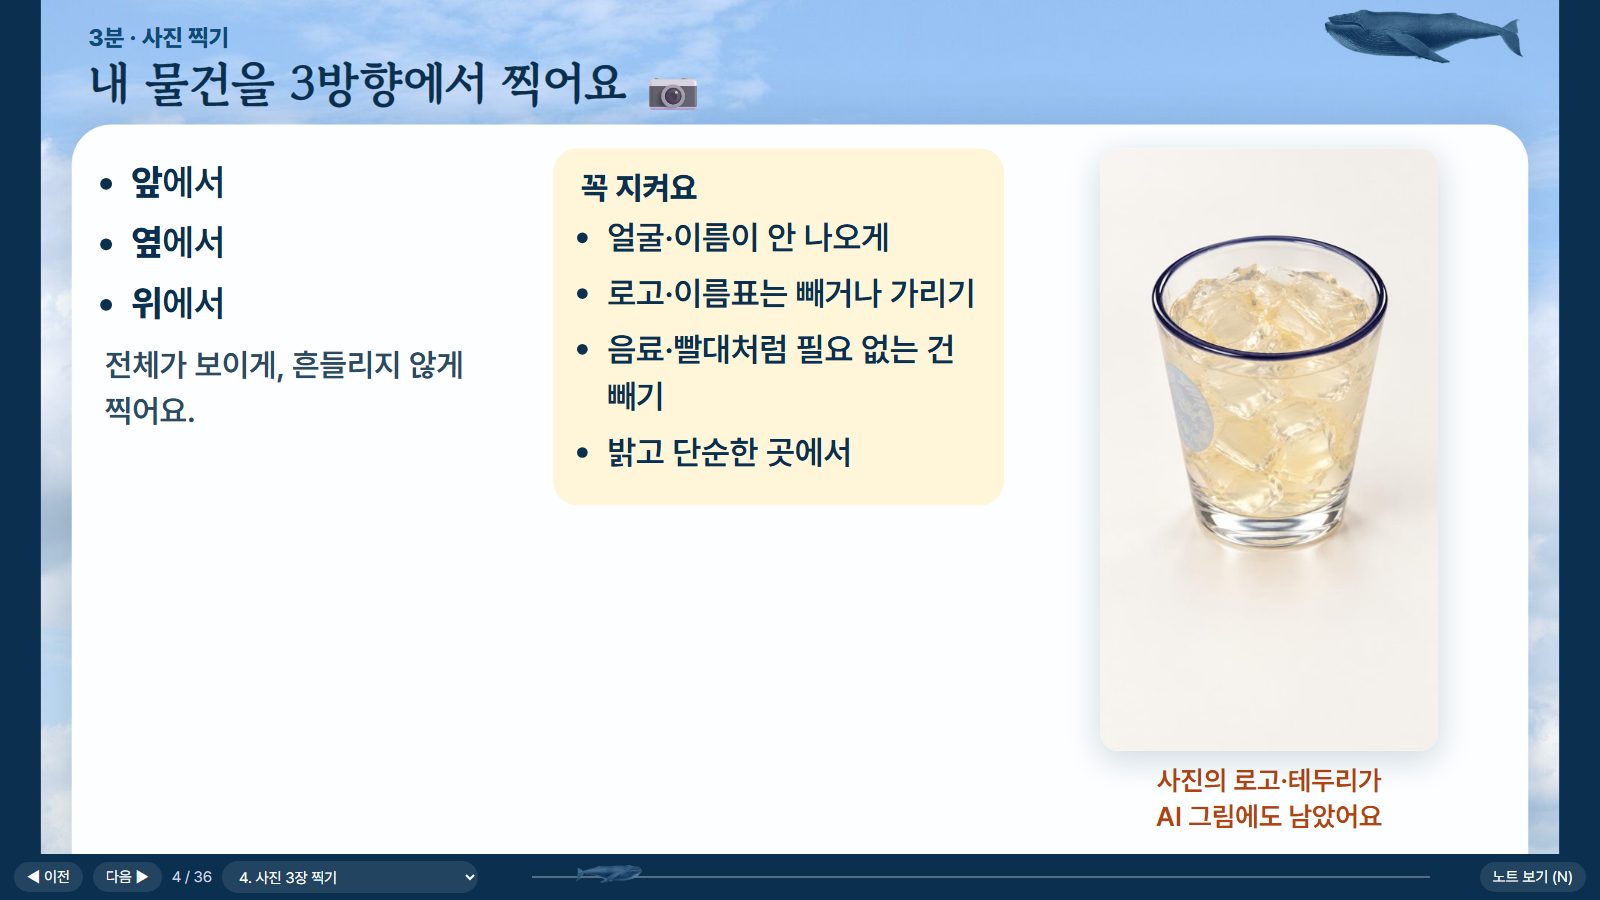 3분 · 사진 찍기
내 물건을 3방향에서 찍어요
앞에서
옆에서
위에서
전체가 보이게, 흔들리지 않게
찍어요.
꼭 지켜요
얼굴·이름이 안 나오게
로고·이름표는 빼거나 가리기
음료·빨대처럼 필요 없는 건
빼기
밝고 단순한 곳에서
사진의 로고·테두리가
AI 그림에도 남았어요
◀ 이전
다음 ▶
4 / 36
4. 사진 3장 찍기
노트 보기 (N)